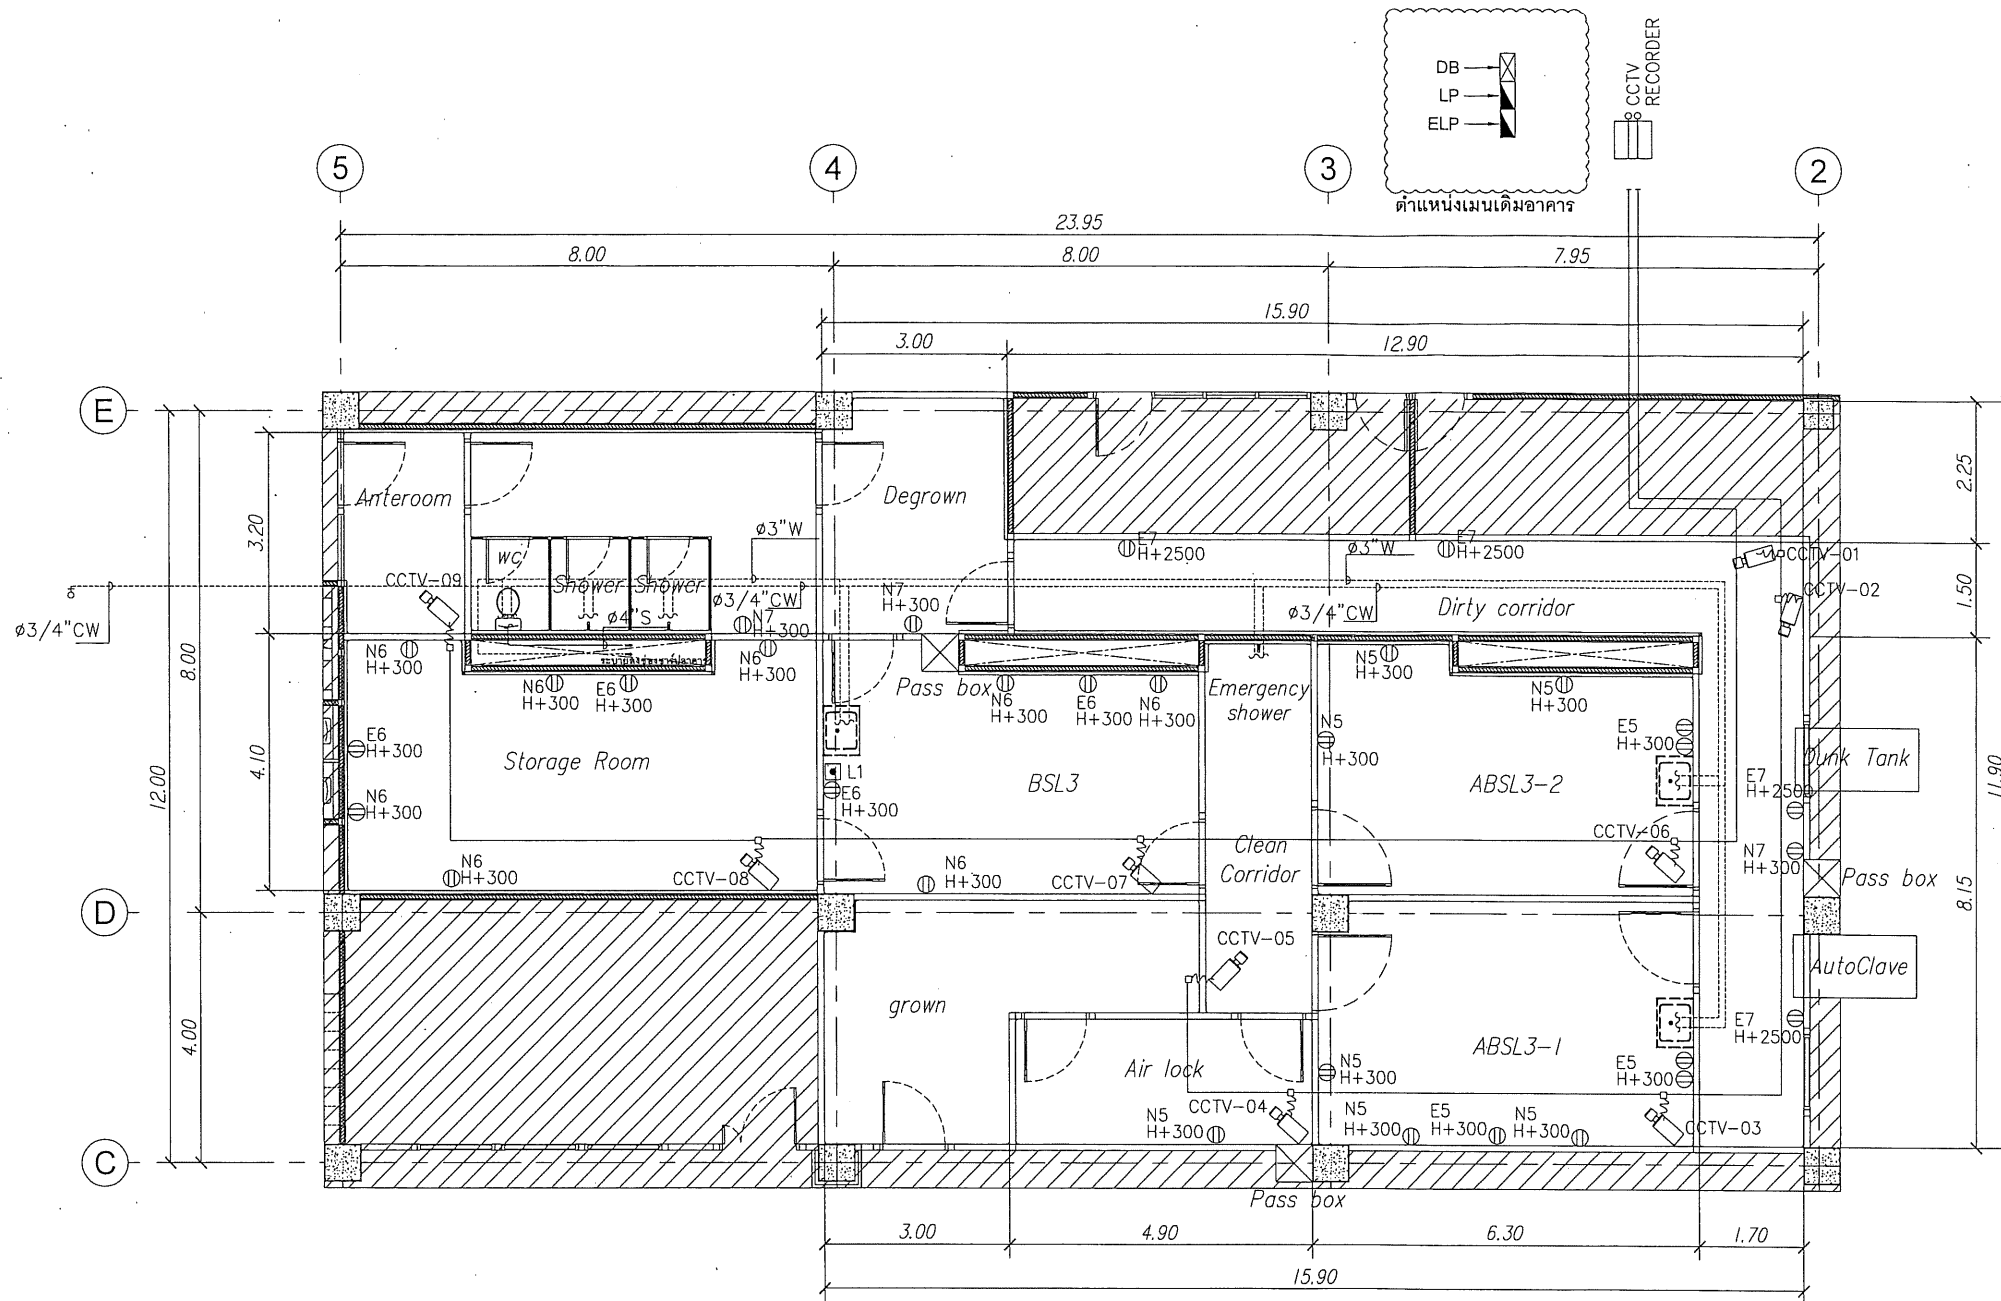 DB
LP
ELP
CCTV
RECORDER
ตำแหน่งเมนเดิมอาคาร
5
4
3
2
23.95
8.00
8.00
7.95
15.90
3.00
12.90
E
D
C
12.00
8.00
4.00
3.20
4.10
2.25
1.50
11.90
8.15
Anteroom
Degrown
WC
Shower
Shower
ø3"W
ø3/4"CW
ø4"S
ø3/4"CW
CCTV-09
N7
H+300
N7
H+300
E7
H+2500
E7
H+2500
ø3"W
ø3/4"CW
Dirty corridor
CCTV-01
CCTV-02
N6
H+300
N6
H+300
N6
H+300
E6
H+300
Pass box
N6
H+300
E6
H+300
N6
H+300
Emergency
shower
N5
H+300
N5
H+300
N5
H+300
E5
H+300
E6
H+300
N6
H+300
Storage Room
L1
E6
H+300
BSL3
ABSL3-2
Dunk Tank
E7
H+2500
N7
H+300
Pass box
Clean
Corridor
CCTV-06
N6
H+300
CCTV-08
N6
H+300
CCTV-07
CCTV-05
AutoClave
grown
Air lock
ABSL3-1
E7
H+2500
N5
H+300
E5
H+300
CCTV-04
N5
H+300
N5
H+300
E5
H+300
N5
H+300
CCTV-03
Pass box
3.00
4.90
6.30
1.70
15.90